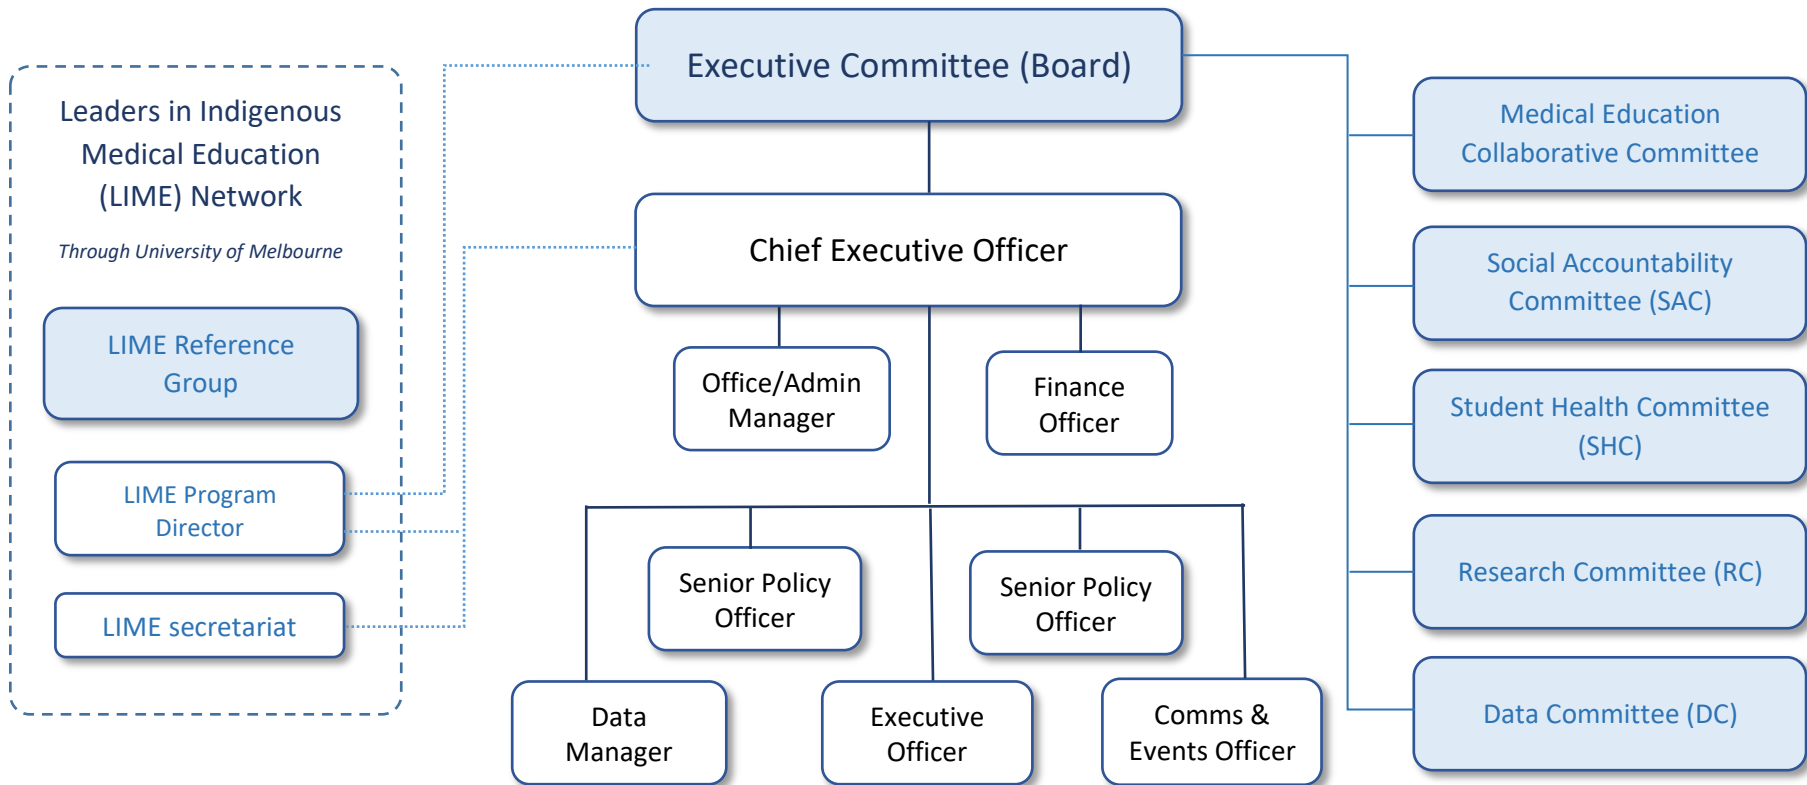 Executive Committee (Board)
Leaders in Indigenous
Medical Education
(LIME) Network
Through University of Melbourne
LIME Reference
Group
LIME Program
Director
LIME secretariat
Chief Executive Officer
Office/Admin
Manager
Finance
Officer
Senior Policy
Officer
Senior Policy
Officer
Data
Manager
Executive
Officer
Comms &
Events Officer
Medical Education
Collaborative Committee
Social Accountability
Committee (SAC)
Student Health Committee
(SHC)
Research Committee (RC)
Data Committee (DC)